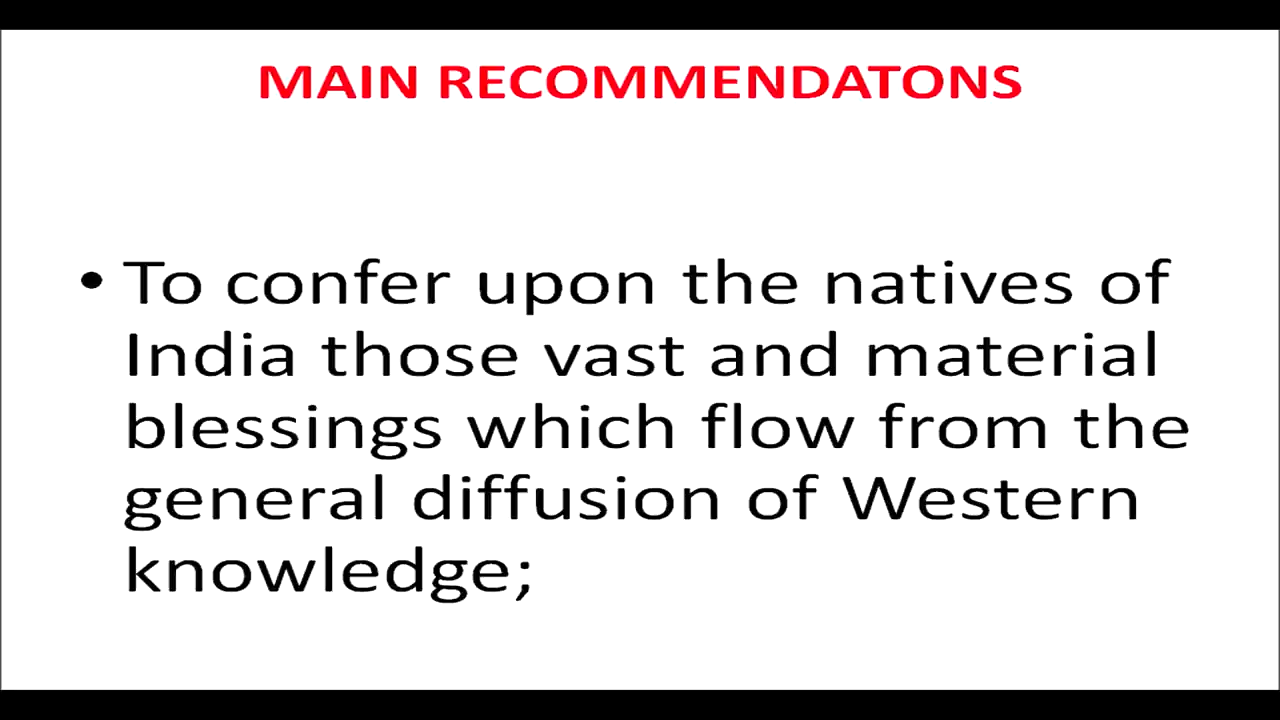 MAIN RECOMMENDATONS
• To confer upon the natives of
India those vast and material
blessings which flow from the
general diffusion of Western
knowledge;